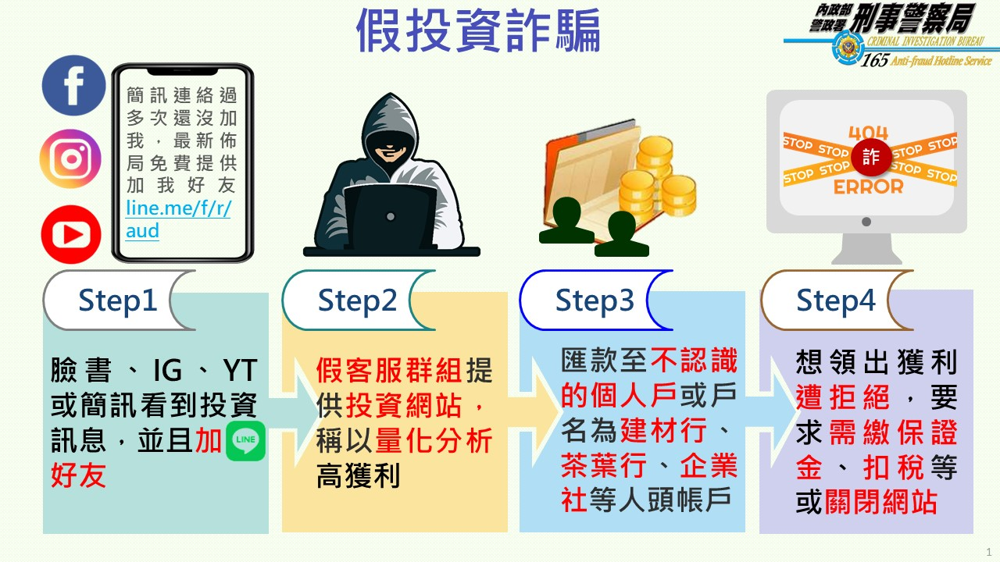 假投資詐騙
內政部
警政署
刑事警察局
CRIMINAL INVESTIGATION BUREAU
165 Anti-fraud Hotline Service
簡訊連絡過
多次還沒加
我，最新佈
局免費提供
加我好友
line.me/f/r/
aud
404
STOP STOP STOP STOP
詐
STOP STOP STOP STOP
ERROR
Step1
臉書、IG、YT
或簡訊看到投資
訊息，並且加LINE
好友
Step2
假客服群組提
供投資網站，
稱以量化分析
高獲利
Step3
匯款至不認識
的個人戶或戶
名為建材行、
茶葉行、企業
社等人頭帳戶
Step4
想領出獲利
遭拒絕，要
求需繳保證
金、扣稅等
或關閉網站
1